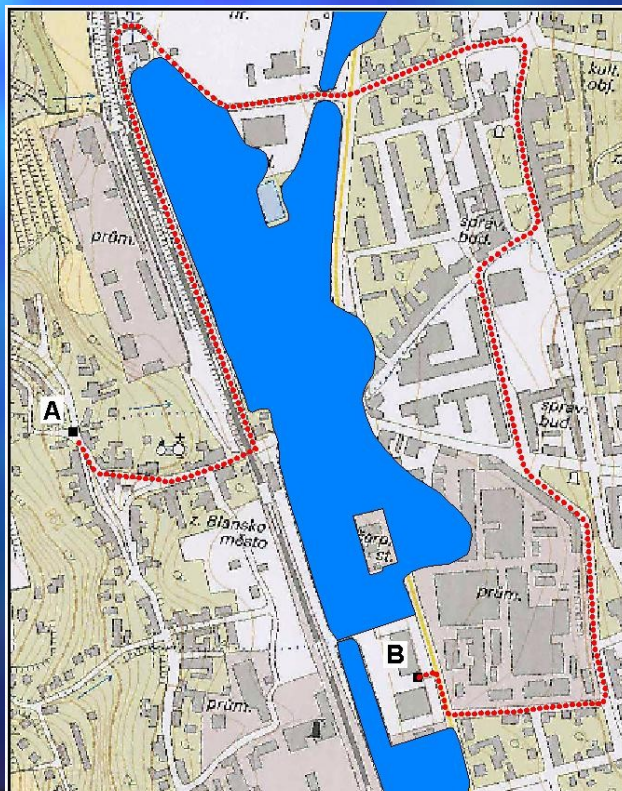 kult.
obj.
správ.
bud.
prům.
A
správ.
bud.
z. Blansko
město
čerp.
st.
prům.
B
prům.